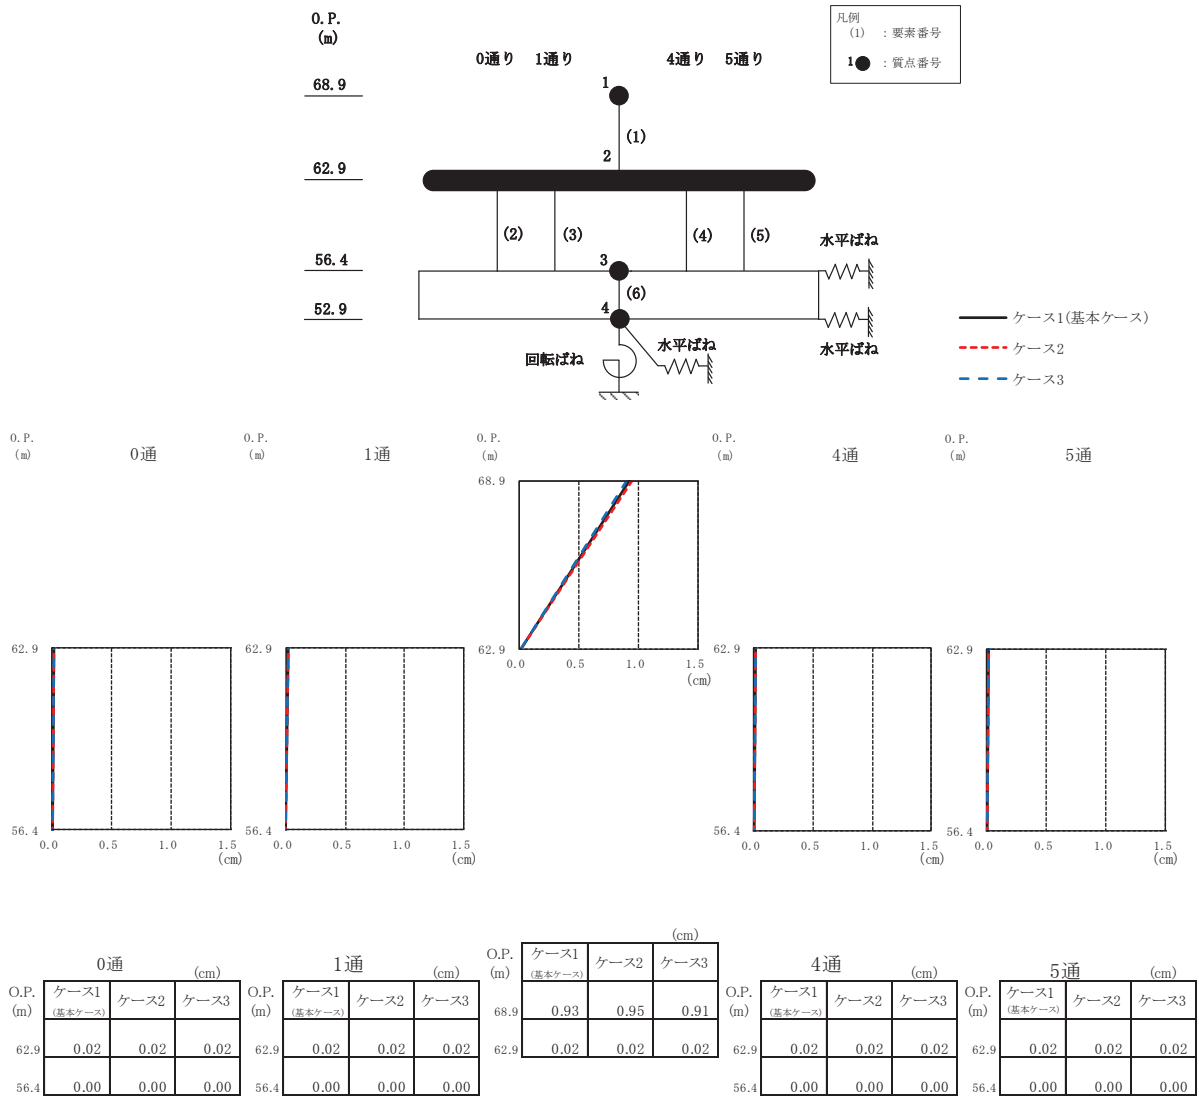 O.P.
(m)
0通り 1通り 4通り 5通り
凡例
(1) : 要素番号
1 : 質点番号
68.9
1
(1)
2
62.9
(2) (3) (4) (5)
水平ばね
56.4
3
(6)
52.9
4
水平ばね
水平ばね
回転ばね
ケース1(基本ケース)
ケース2
ケース3
O.P.
(m)
0通
O.P.
(m)
1通
O.P.
(m)
O.P.
(m)
4通
O.P.
(m)
5通
68.9
62.9
0.0 0.5 1.0 1.5
(cm)
62.9
56.4
0.0 0.5 1.0 1.5
(cm)
62.9
56.4
0.0 0.5 1.0 1.5
(cm)
62.9
56.4
0.0 0.5 1.0 1.5
(cm)
62.9
56.4
0.0 0.5 1.0 1.5
(cm)
0通 (cm)
O.P.
(m)
ケース1
(基本ケース)
ケース2 ケース3
62.9 0.02 0.02 0.02
56.4 0.00 0.00 0.00
1通 (cm)
O.P.
(m)
ケース1
(基本ケース)
ケース2 ケース3
62.9 0.02 0.02 0.02
56.4 0.00 0.00 0.00
(cm)
O.P.
(m)
ケース1
(基本ケース)
ケース2 ケース3
68.9 0.93 0.95 0.91
62.9 0.02 0.02 0.02
4通 (cm)
O.P.
(m)
ケース1
(基本ケース)
ケース2 ケース3
62.9 0.02 0.02 0.02
56.4 0.00 0.00 0.00
5通 (cm)
O.P.
(m)
ケース1
(基本ケース)
ケース2 ケース3
62.9 0.02 0.02 0.02
56.4 0.00 0.00 0.00